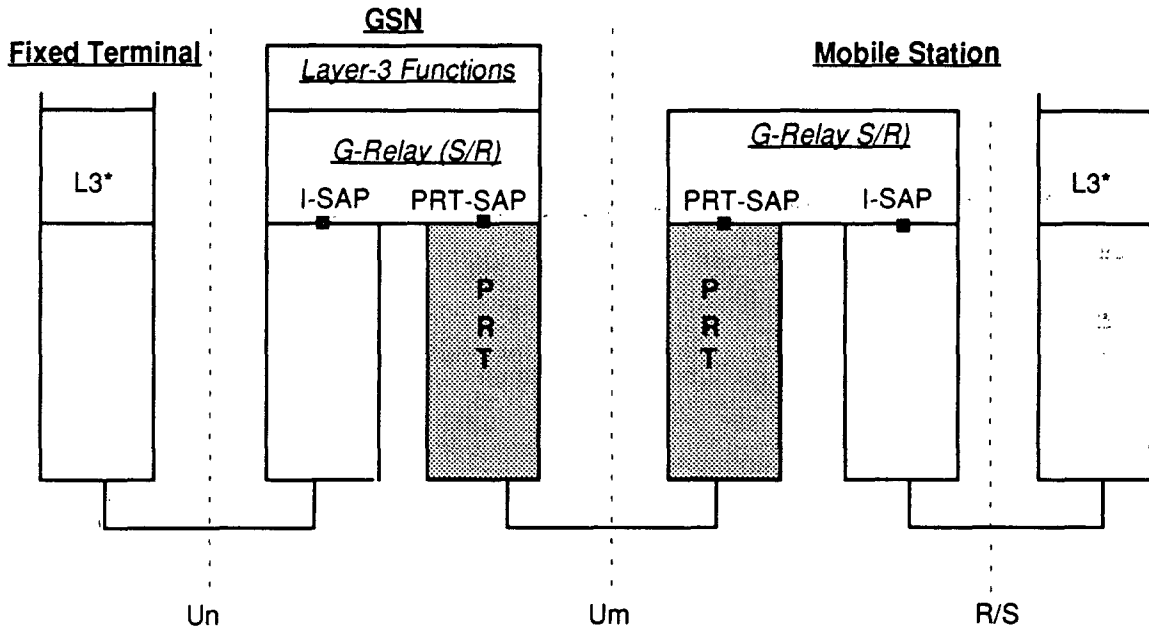 GSN
Fixed Terminal
Mobile Station
Layer-3 Functions
G-Relay (S/R)
G-Relay S/R)
L3*
I-SAP
PRT-SAP
PRT-SAP
I-SAP
L3*
P
R
T
P
R
T
Un
Um
R/S